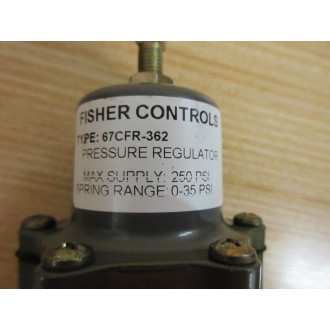 FISHER CONTROLS
TYPE: 67CFR-362
PRESSURE REGULATOR
MAX SUPPLY: 250 PSI
SPRING RANGE: 0-35 PSI